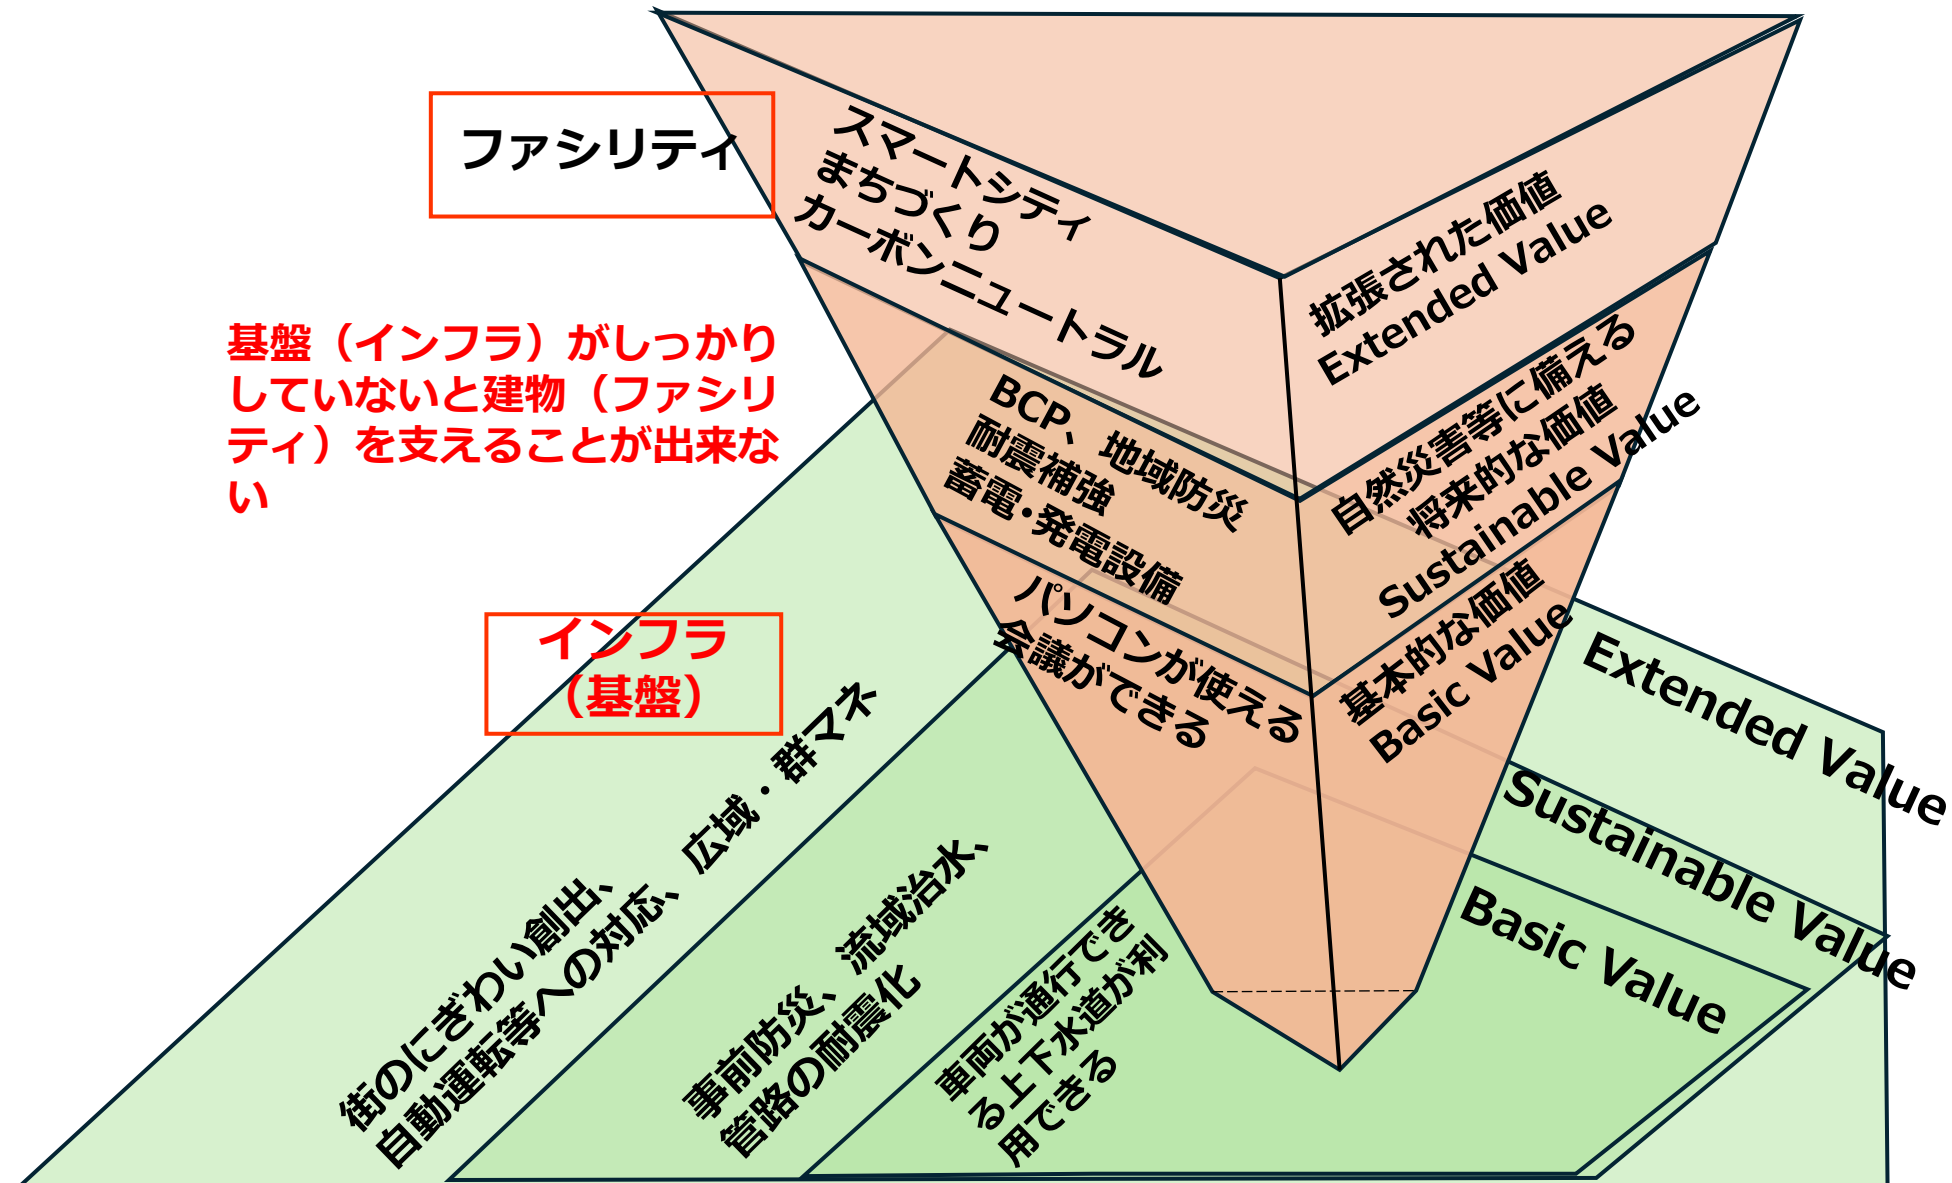 ファシリティ
スマートシティ
まちづくり
カーボンニュートラル
拡張された価値
Extended Value
基盤（インフラ）がしっかり
していないと建物（ファシリ
ティ）を支えることが出来な
い
BCP、地域防災
耐震補強
蓄電･発電設備
自然災害等に備える
将来的な価値
Sustainable Value
パソコンが使える
会議ができる
基本的な価値
Basic Value
インフラ
（基盤）
Extended Value
Sustainable Value
Basic Value
街のにぎわい創出、
自動運転等への対応、広域・群マネ
事前防災、流域治水、
管路の耐震化
車両が通行でき
る上下水道が利
用できる